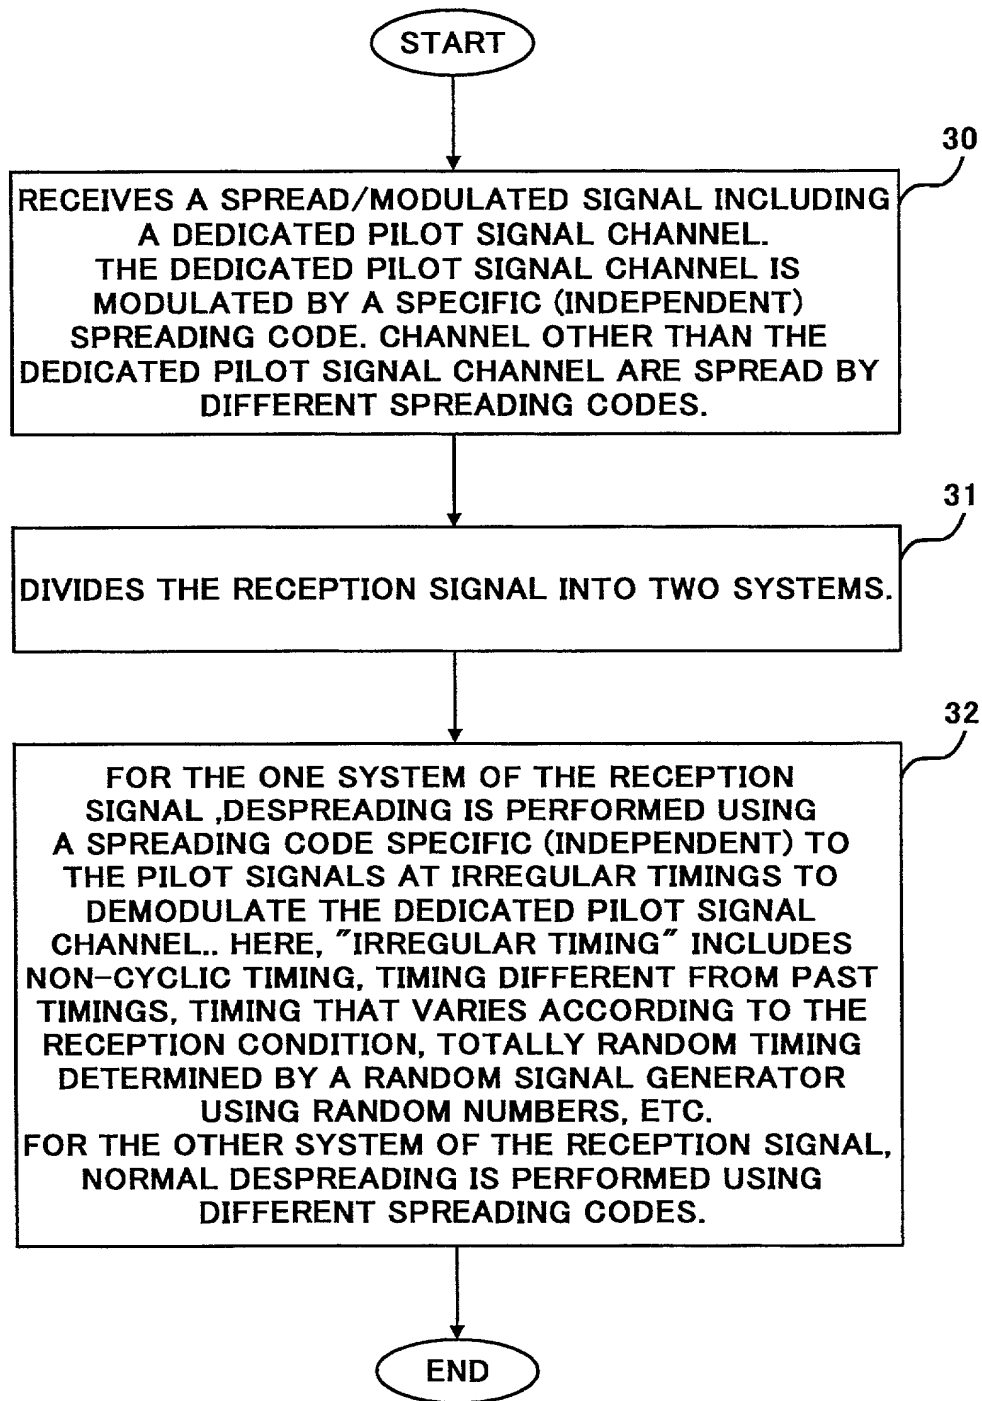 START
30
RECEIVES A SPREAD/MODULATED SIGNAL INCLUDING
A DEDICATED PILOT SIGNAL CHANNEL.
THE DEDICATED PILOT SIGNAL CHANNEL IS
MODULATED BY A SPECIFIC (INDEPENDENT)
SPREADING CODE. CHANNEL OTHER THAN THE
DEDICATED PILOT SIGNAL CHANNEL ARE SPREAD BY
DIFFERENT SPREADING CODES.
31
DIVIDES THE RECEPTION SIGNAL INTO TWO SYSTEMS.
32
FOR THE ONE SYSTEM OF THE RECEPTION
SIGNAL ,DESPREADING IS PERFORMED USING
A SPREADING CODE SPECIFIC (INDEPENDENT) TO
THE PILOT SIGNALS AT IRREGULAR TIMINGS TO
DEMODULATE THE DEDICATED PILOT SIGNAL
CHANNEL.. HERE, "IRREGULAR TIMING" INCLUDES
NON-CYCLIC TIMING, TIMING DIFFERENT FROM PAST
TIMINGS, TIMING THAT VARIES ACCORDING TO THE
RECEPTION CONDITION, TOTALLY RANDOM TIMING
DETERMINED BY A RANDOM SIGNAL GENERATOR
USING RANDOM NUMBERS, ETC.
FOR THE OTHER SYSTEM OF THE RECEPTION SIGNAL,
NORMAL DESPREADING IS PERFORMED USING
DIFFERENT SPREADING CODES.
END